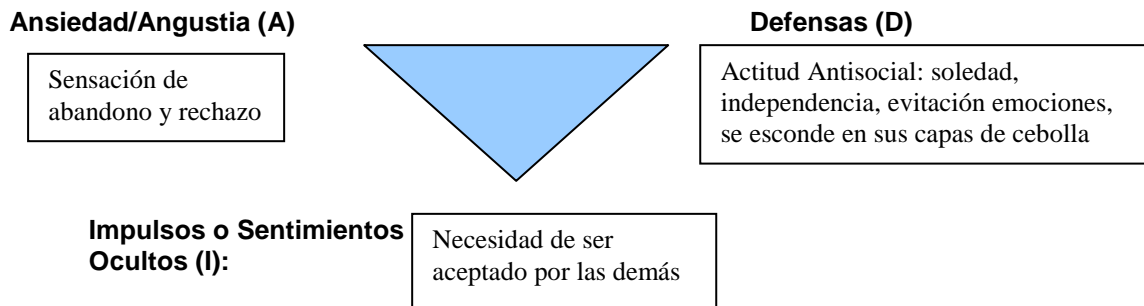 Ansiedad/Angustia (A)
Defensas (D)
Sensación de
abandono y rechazo
Actitud Antisocial: soledad,
independencia, evitación emociones,
se esconde en sus capas de cebolla
Impulsos o Sentimientos
Ocultos (I):
Necesidad de ser
aceptado por las demás